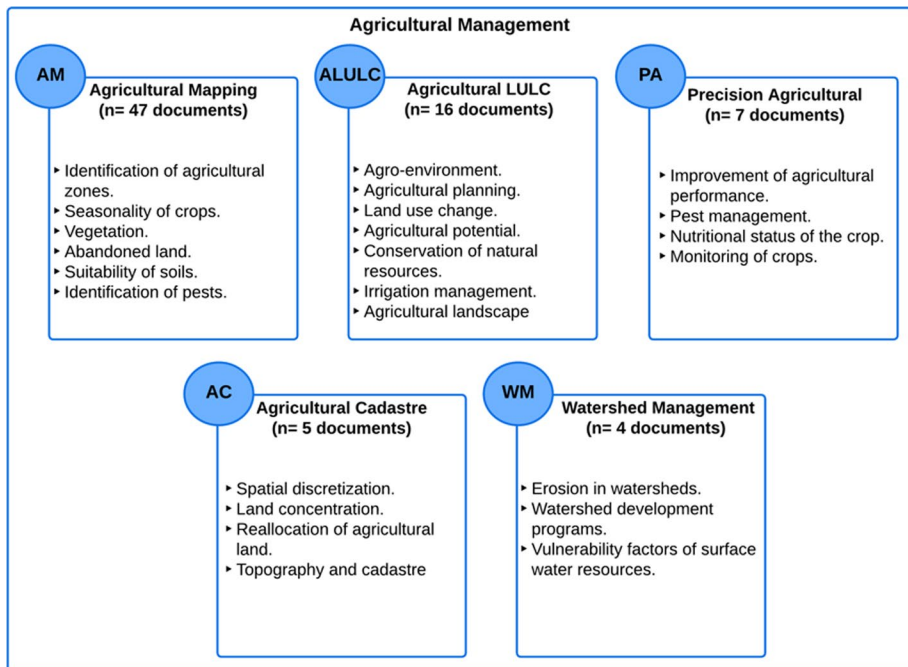 Agricultural Management
AM
Agricultural Mapping
(n= 47 documents)
‣ Identification of agricultural
zones.
‣ Seasonality of crops.
‣ Vegetation.
‣ Abandoned land.
‣ Suitability of soils.
‣ Identification of pests.
ALULC
Agricultural LULC
(n= 16 documents)
‣ Agro-environment.
‣ Agricultural planning.
‣ Land use change.
‣ Agricultural potential.
‣ Conservation of natural
resources.
‣ Irrigation management.
‣ Agricultural landscape
PA
Precision Agricultural
(n= 7 documents)
‣ Improvement of agricultural
performance.
‣ Pest management.
‣ Nutritional status of the crop.
‣ Monitoring of crops.
AC
Agricultural Cadastre
(n= 5 documents)
‣ Spatial discretization.
‣ Land concentration.
‣ Reallocation of agricultural
land.
‣ Topography and cadastre
WM
Watershed Management
(n= 4 documents)
‣ Erosion in watersheds.
‣ Watershed development
programs.
‣ Vulnerability factors of surface
water resources.